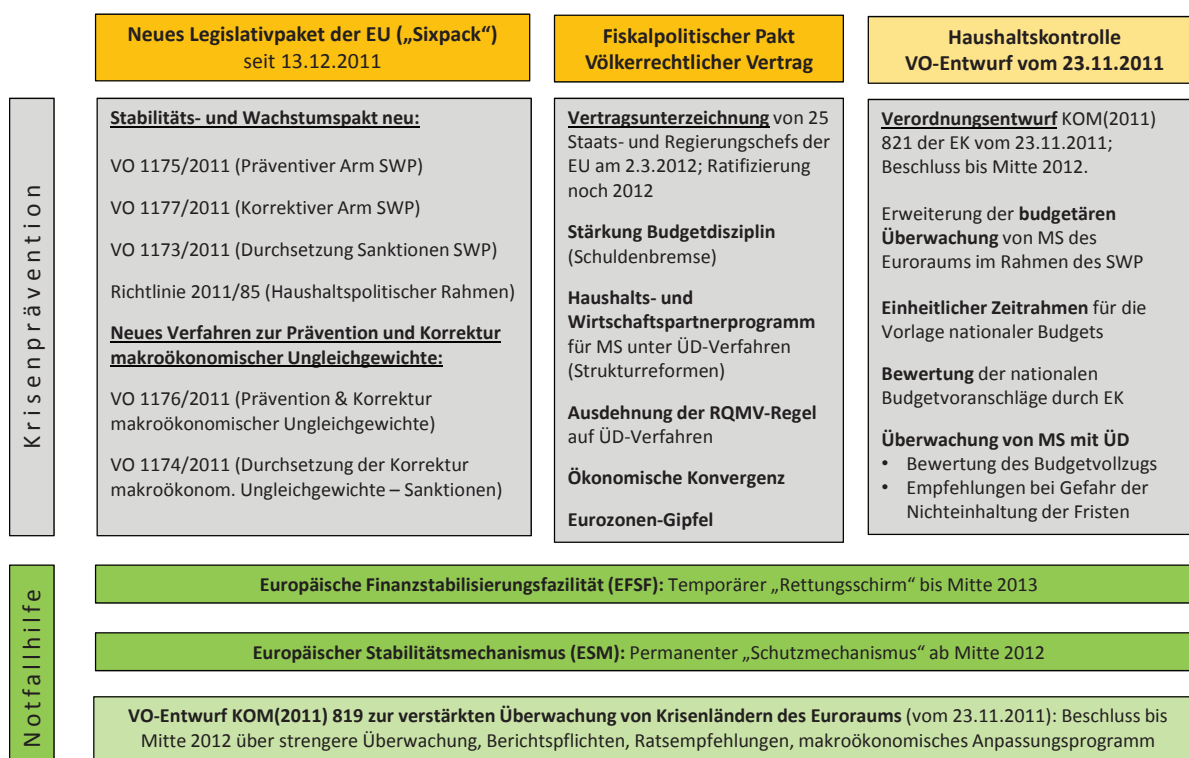 Neues Legislativpaket der EU („Sixpack“)
seit 13.12.2011
Fiskalpolitischer Pakt
Völkerrechtlicher Vertrag
Haushaltskontrolle
VO-Entwurf vom 23.11.2011
Krisenprävention
Stabilitäts- und Wachstumspakt neu:
VO 1175/2011 (Präventiver Arm SWP)
VO 1177/2011 (Korrektiver Arm SWP)
VO 1173/2011 (Durchsetzung Sanktionen SWP)
Richtlinie 2011/85 (Haushaltspolitischer Rahmen)
Neues Verfahren zur Prävention und Korrektur
makroökonomischer Ungleichgewichte:
VO 1176/2011 (Prävention & Korrektur
makroökonomischer Ungleichgewichte)
VO 1174/2011 (Durchsetzung der Korrektur
makroökonom. Ungleichgewichte – Sanktionen)
Vertragsunterzeichnung von 25
Staats- und Regierungschefs der
EU am 2.3.2012; Ratifizierung
noch 2012
Stärkung Budgetdisziplin
(Schuldenbremse)
Haushalts- und
Wirtschaftspartnerprogramm
für MS unter ÜD-Verfahren
(Strukturreformen)
Ausdehnung der RQMV-Regel
auf ÜD-Verfahren
Ökonomische Konvergenz
Eurozonen-Gipfel
Verordnungsentwurf KOM(2011)
821 der EK vom 23.11.2011;
Beschluss bis Mitte 2012.
Erweiterung der budgetären
Überwachung von MS des
Euroraums im Rahmen des SWP
Einheitlicher Zeitrahmen für die
Vorlage nationaler Budgets
Bewertung der nationalen
Budgetvoranschläge durch EK
Überwachung von MS mit ÜD
• Bewertung des Budgetvollzugs
• Empfehlungen bei Gefahr der
Nichteinhaltung der Fristen
Notfallhilfe
Europäische Finanzstabilisierungsfazilität (EFSF): Temporärer „Rettungsschirm“ bis Mitte 2013
Europäischer Stabilitätsmechanismus (ESM): Permanenter „Schutzmechanismus“ ab Mitte 2012
VO-Entwurf KOM(2011) 819 zur verstärkten Überwachung von Krisenländern des Euroraums (vom 23.11.2011): Beschluss bis
Mitte 2012 über strengere Überwachung, Berichtspflichten, Ratsempfehlungen, makroökonomisches Anpassungsprogramm